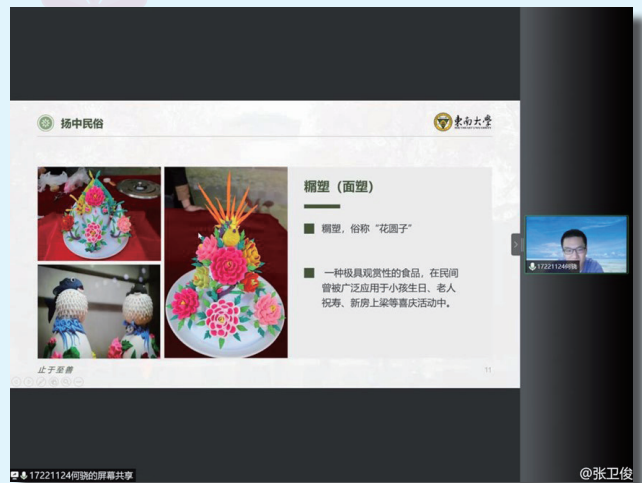 扬中民俗
东南大学
糰塑（面塑）
糰塑，俗称“花圆子”
一种极具观赏性的食品，在民间
曾被广泛应用于小孩生日、老人
祝寿、新房上梁等喜庆活动中。
17221124何骁
止于至善
11
17221124何骁的屏幕共享
@张卫俊